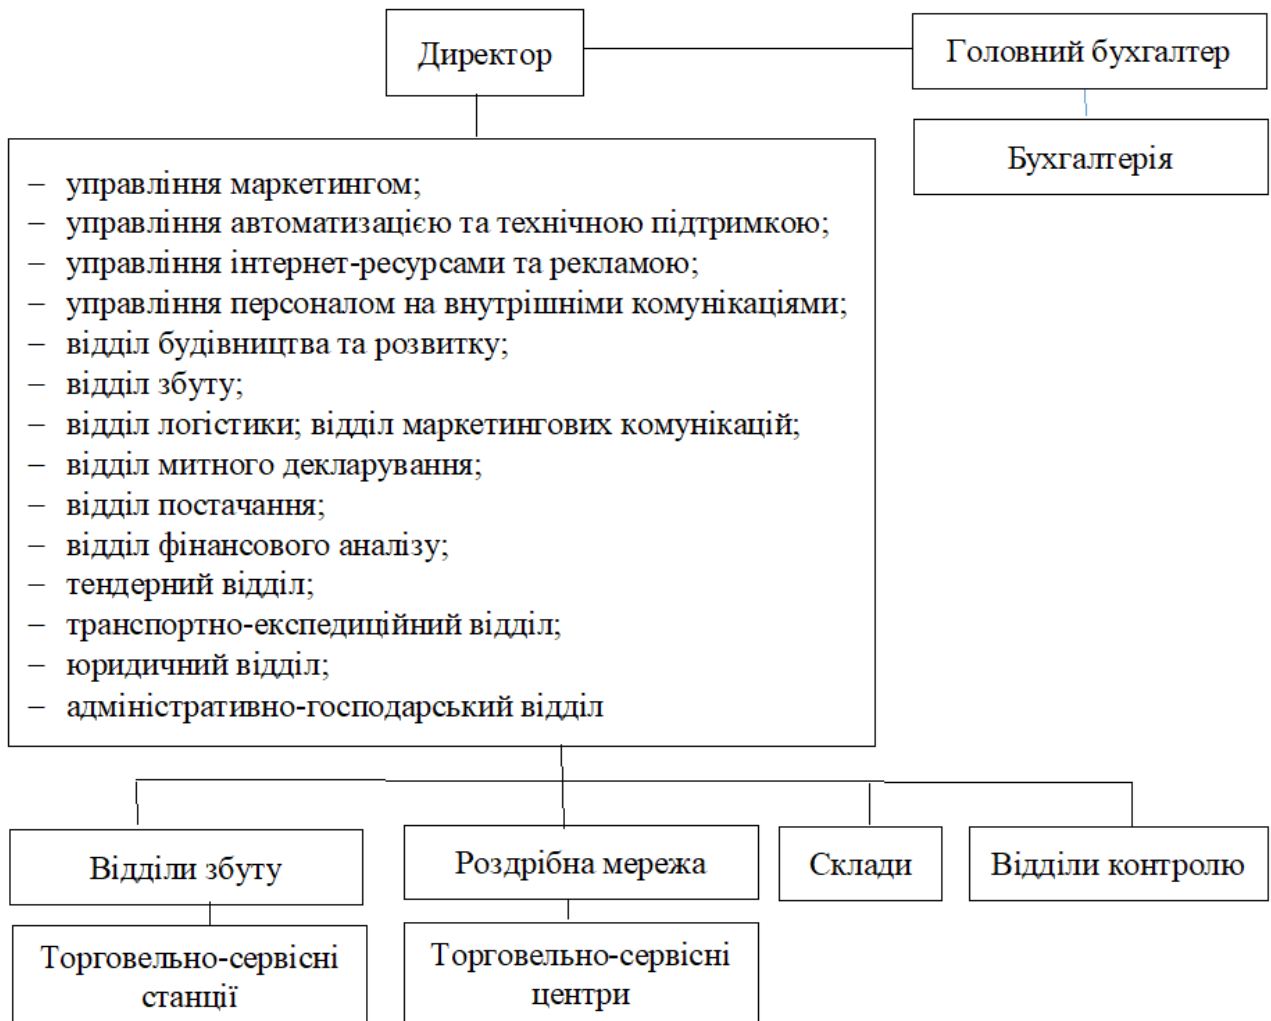 Директор
Головний бухгалтер
Бухгалтерія
– управління маркетингом;
– управління автоматизацією та технічною підтримкою;
– управління інтернет-ресурсами та рекламою;
– управління персоналом на внутрішніми комунікаціями;
– відділ будівництва та розвитку;
– відділ збуту;
– відділ логістики; відділ маркетингових комунікацій;
– відділ митного декларування;
– відділ постачання;
– відділ фінансового аналізу;
– тендерний відділ;
– транспортно-експедиційний відділ;
– юридичний відділ;
– адміністративно-господарський відділ
Відділи збуту
Роздрібна мережа
Склади
Відділи контролю
Торговельно-сервісні
станції
Торговельно-сервісні
центри